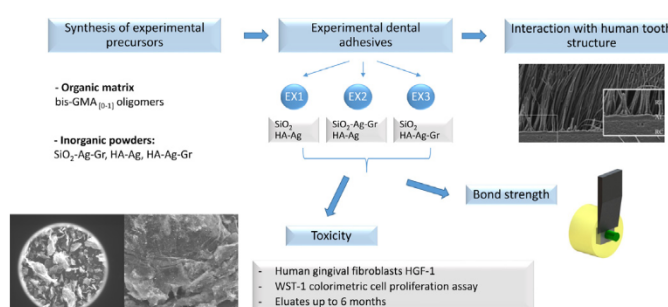 Synthesis of experimental
precursors
Experimental dental
adhesives
Interaction with human tooth
structure
- Organic matrix
bis-GMA [0-1] oligomers
- Inorganic powders:
SiO2-Ag-Gr, HA-Ag, HA-Ag-Gr
EX1
EX2
EX3
SiO2
HA-Ag
SiO2-Ag-Gr
HA-Ag
SiO2
HA-Ag-Gr
Bond strength
Toxicity
- Human gingival fibroblasts HGF-1
- WST-1 colorimetric cell proliferation assay
- Eluates up to 6 months